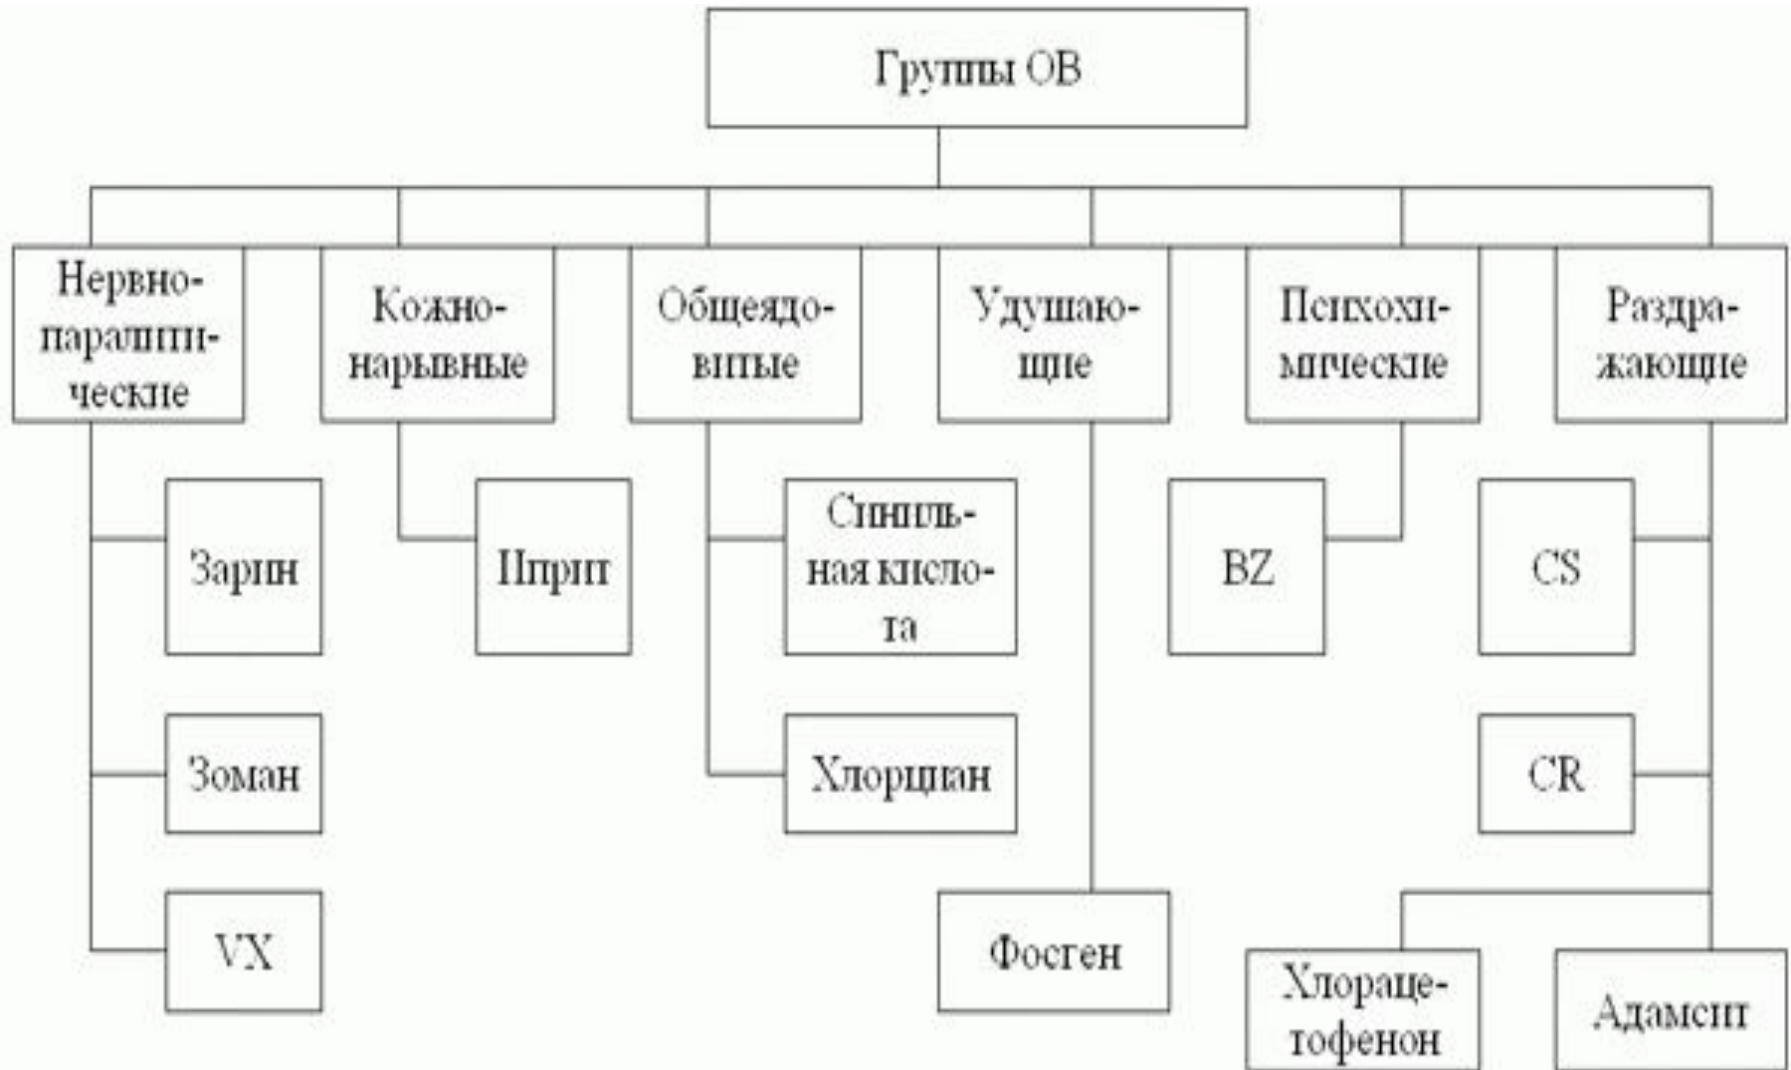 Группы ОВ
Нервно-
паралити-
ческие
Кожно-
нарывные
Общеядо-
витые
Удушаю-
щие
Психохи-
мические
Раздра-
жающие
Зарин
Зоман
VX
Иприт
Синиль-
ная кисло-
та
Хлорциан
Фосген
BZ
CS
CR
Хлораце-
тофенон
Адамсит